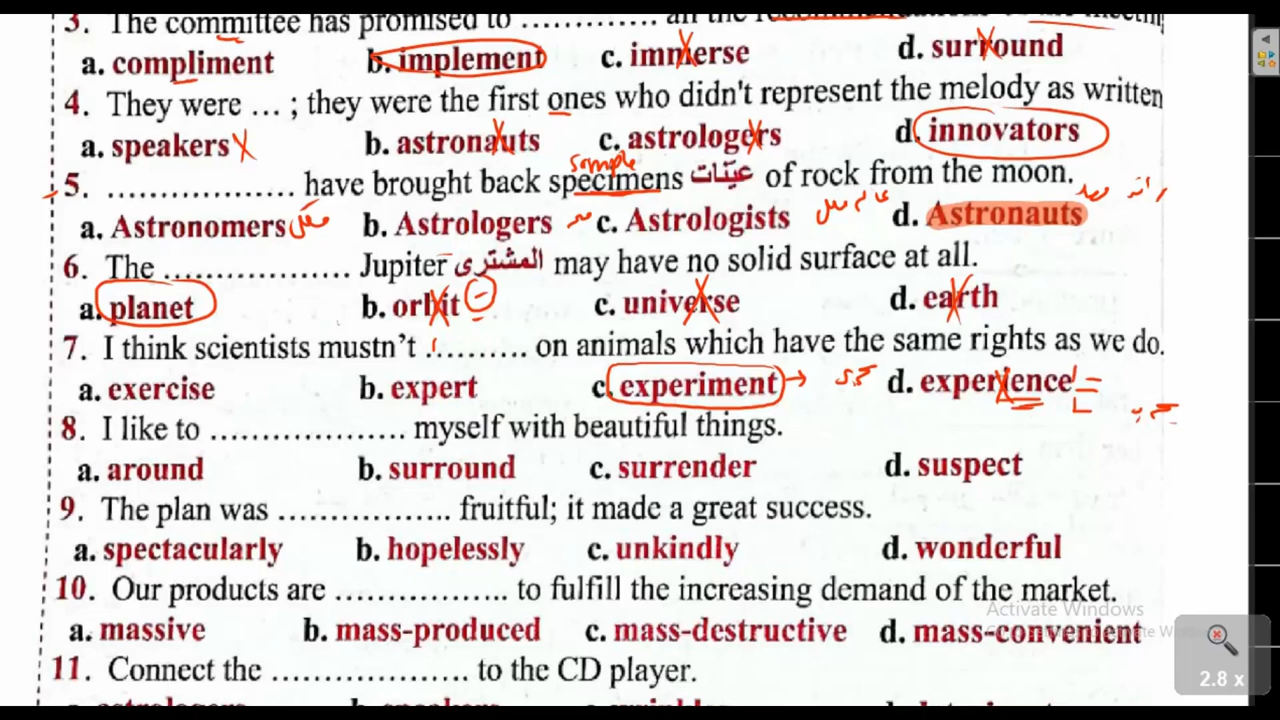 3. The committee has promised to ............. all the
a. compliment b. implement c. immerse d. surround
4. They were ... ; they were the first ones who didn't represent the melody as written
a. speakers b. astronauts c. astrologers d. innovators
sample
5. .................... have brought back specimens عيّنات of rock from the moon.
a. Astronomers b. Astrologers c. Astrologists d. Astronauts
6. The .................... Jupiter المشترى may have no solid surface at all.
a. planet b. orbit c. universe d. earth
7. I think scientists mustn't .......... on animals which have the same rights as we do.
a. exercise b. expert c. experiment d. experience
8. I like to .................... myself with beautiful things.
a. around b. surround c. surrender d. suspect
9. The plan was .................. fruitful; it made a great success.
a. spectacularly b. hopelessly c. unkindly d. wonderful
10. Our products are .................. to fulfill the increasing demand of the market.
a. massive b. mass-produced c. mass-destructive d. mass-convenient
Activate Windows
11. Connect the .................... to the CD player.
2.8 x